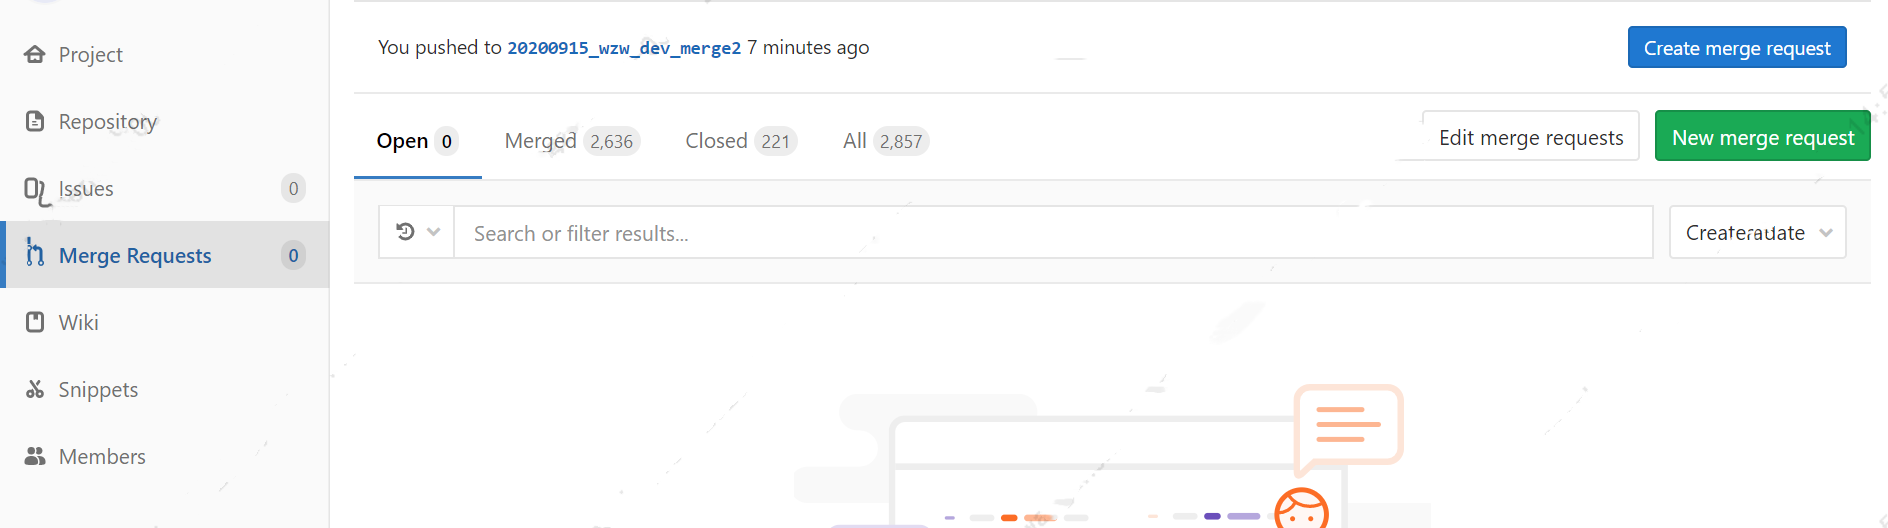 Project
Repository
Issues 0
Merge Requests 0
Wiki
Snippets
Members
You pushed to 20200915_wzw_dev_merge2 7 minutes ago
Create merge request
Open 0 Merged 2,636 Closed 221 All 2,857
Edit merge requests
New merge request
Search or filter results...
date